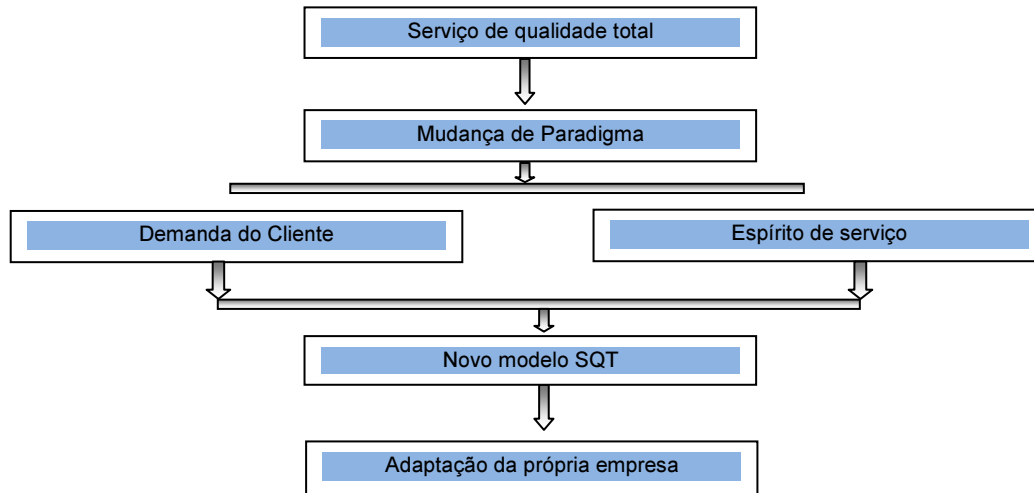 Serviço de qualidade total
Mudança de Paradigma
Demanda do Cliente
Espírito de serviço
Novo modelo SQT
Adaptação da própria empresa